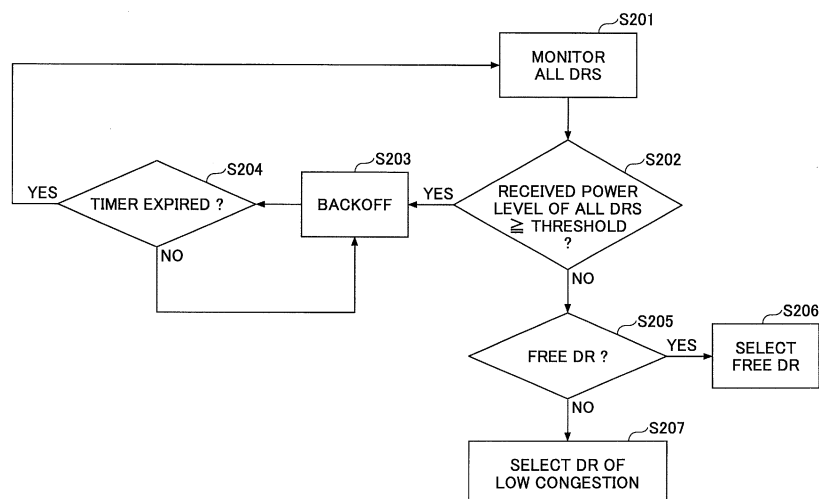 S201
MONITOR
ALL DRS
S202
RECEIVED POWER
LEVEL OF ALL DRS
≧ THRESHOLD
?
YES
NO
S203
BACKOFF
S204
TIMER EXPIRED ?
YES
NO
S205
FREE DR ?
YES
NO
S206
SELECT
FREE DR
S207
SELECT DR OF
LOW CONGESTION